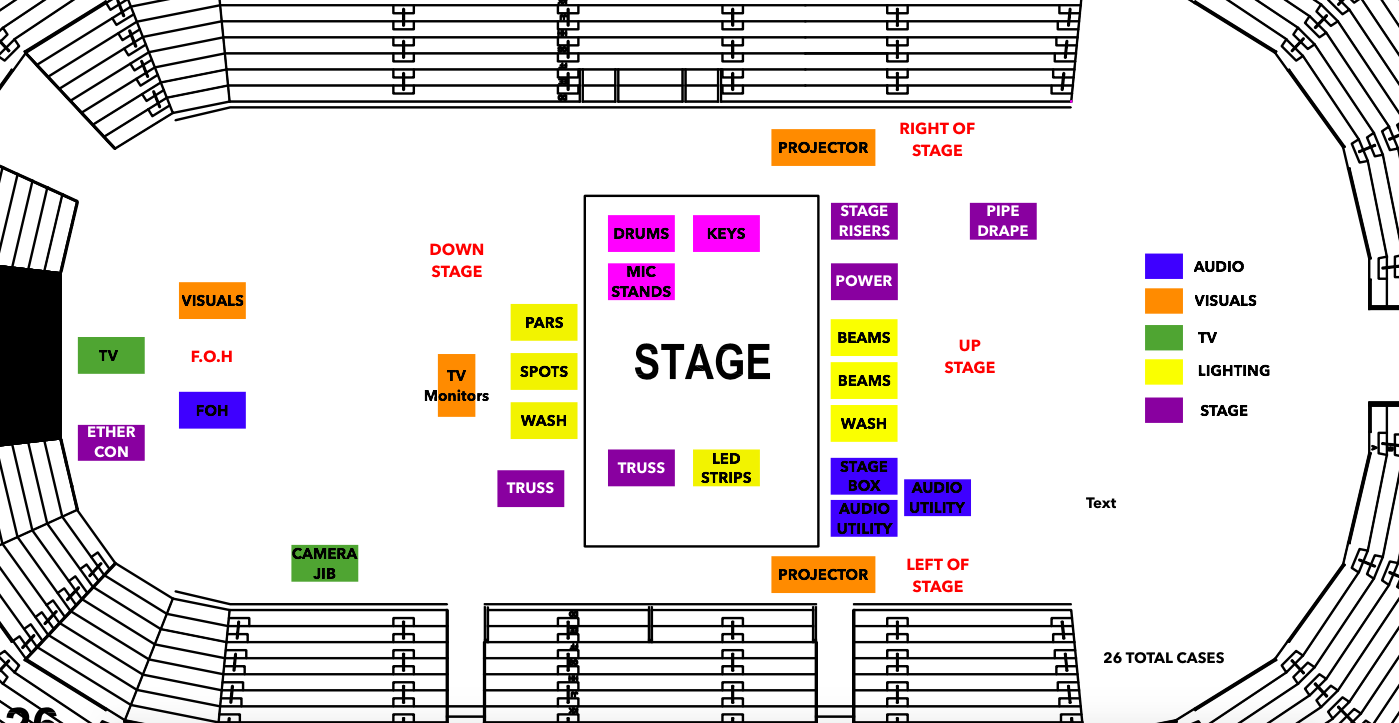 RIGHT OF
STAGE
PROJECTOR
STAGE
RISERS
PIPE
DRAPE
DRUMS
KEYS
DOWN
STAGE
MIC
STANDS
POWER
AUDIO
VISUALS
VISUALS
PARS
BEAMS
TV
TV
F.O.H
STAGE
UP
STAGE
SPOTS
BEAMS
LIGHTING
TV
Monitors
FOH
WASH
WASH
STAGE
ETHER
CON
TRUSS
LED
STRIPS
STAGE
BOX
TRUSS
AUDIO
UTILITY
AUDIO
UTILITY
Text
CAMERA
JIB
PROJECTOR
LEFT OF
STAGE
26 TOTAL CASES
26